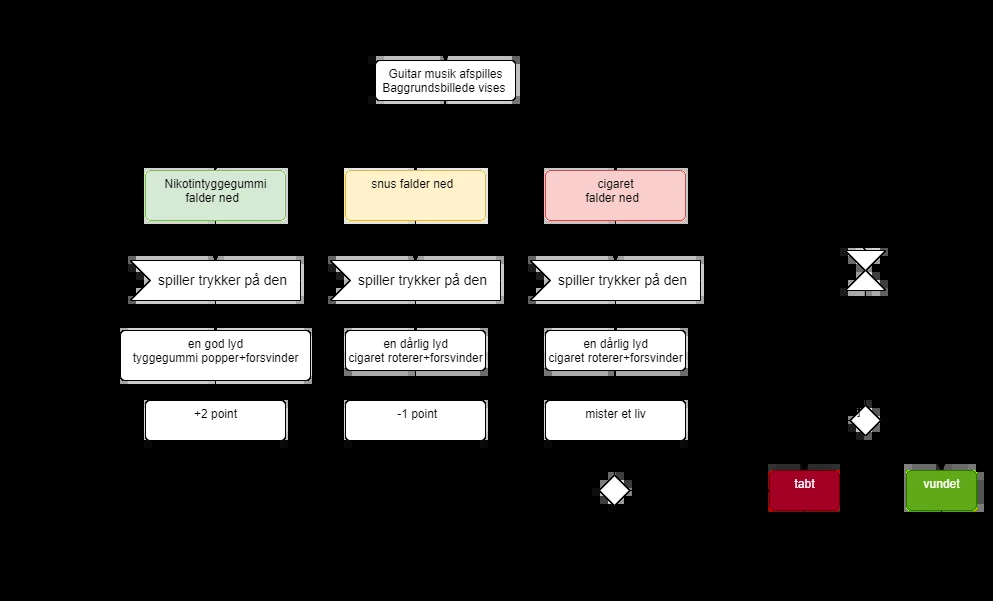 Guitar musik afspilles
Baggrundsbillede vises
Nikotintyggegummi
falder ned
snus falder ned
cigaret
falder ned
spiller trykker på den
spiller trykker på den
spiller trykker på den
en god lyd
tyggegummi popper+forsvinder
en dårlig lyd
cigaret roterer+forsvinder
en dårlig lyd
cigaret roterer+forsvinder
+2 point
-1 point
mister et liv
tabt
vundet